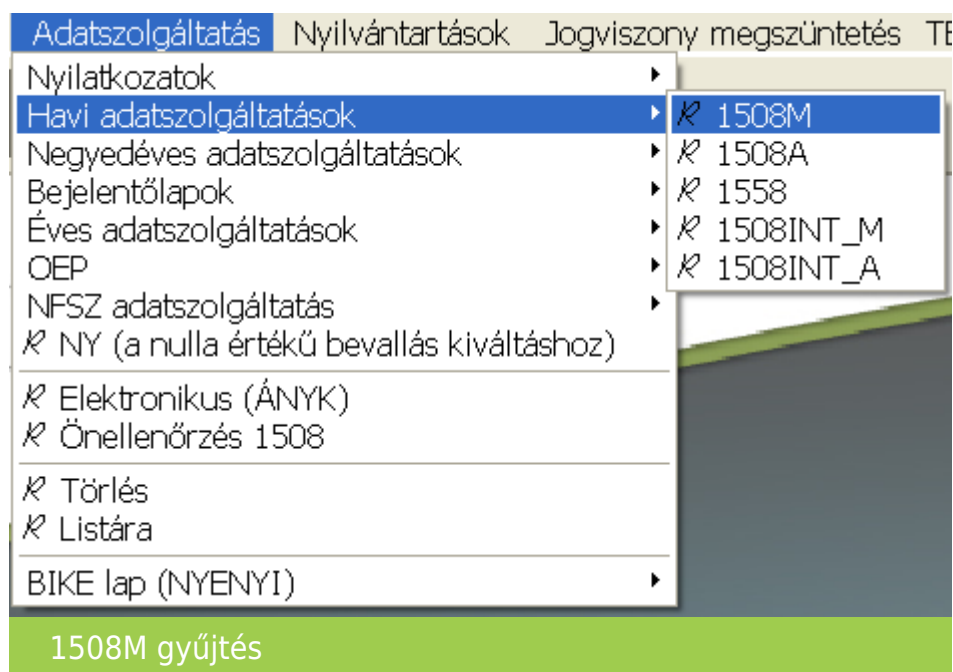 Adatszolgáltatás Nyilvántartások Jogviszony megszüntetés TE
Nyilatkozatok
Havi adatszolgáltatások
Negyedéves adatszolgáltatások
Bejelentőlapok
Éves adatszolgáltatások
OEP
NFSZ adatszolgáltatás
NY (a nulla értékű bevallás kiváltáshoz)
Elektronikus (ÁNYK)
Önellenőrzés 1508
Törlés
Listára
BIKE lap (NYENYI)
1508M
1508A
1558
1508INT_M
1508INT_A
1508M gyűjtés